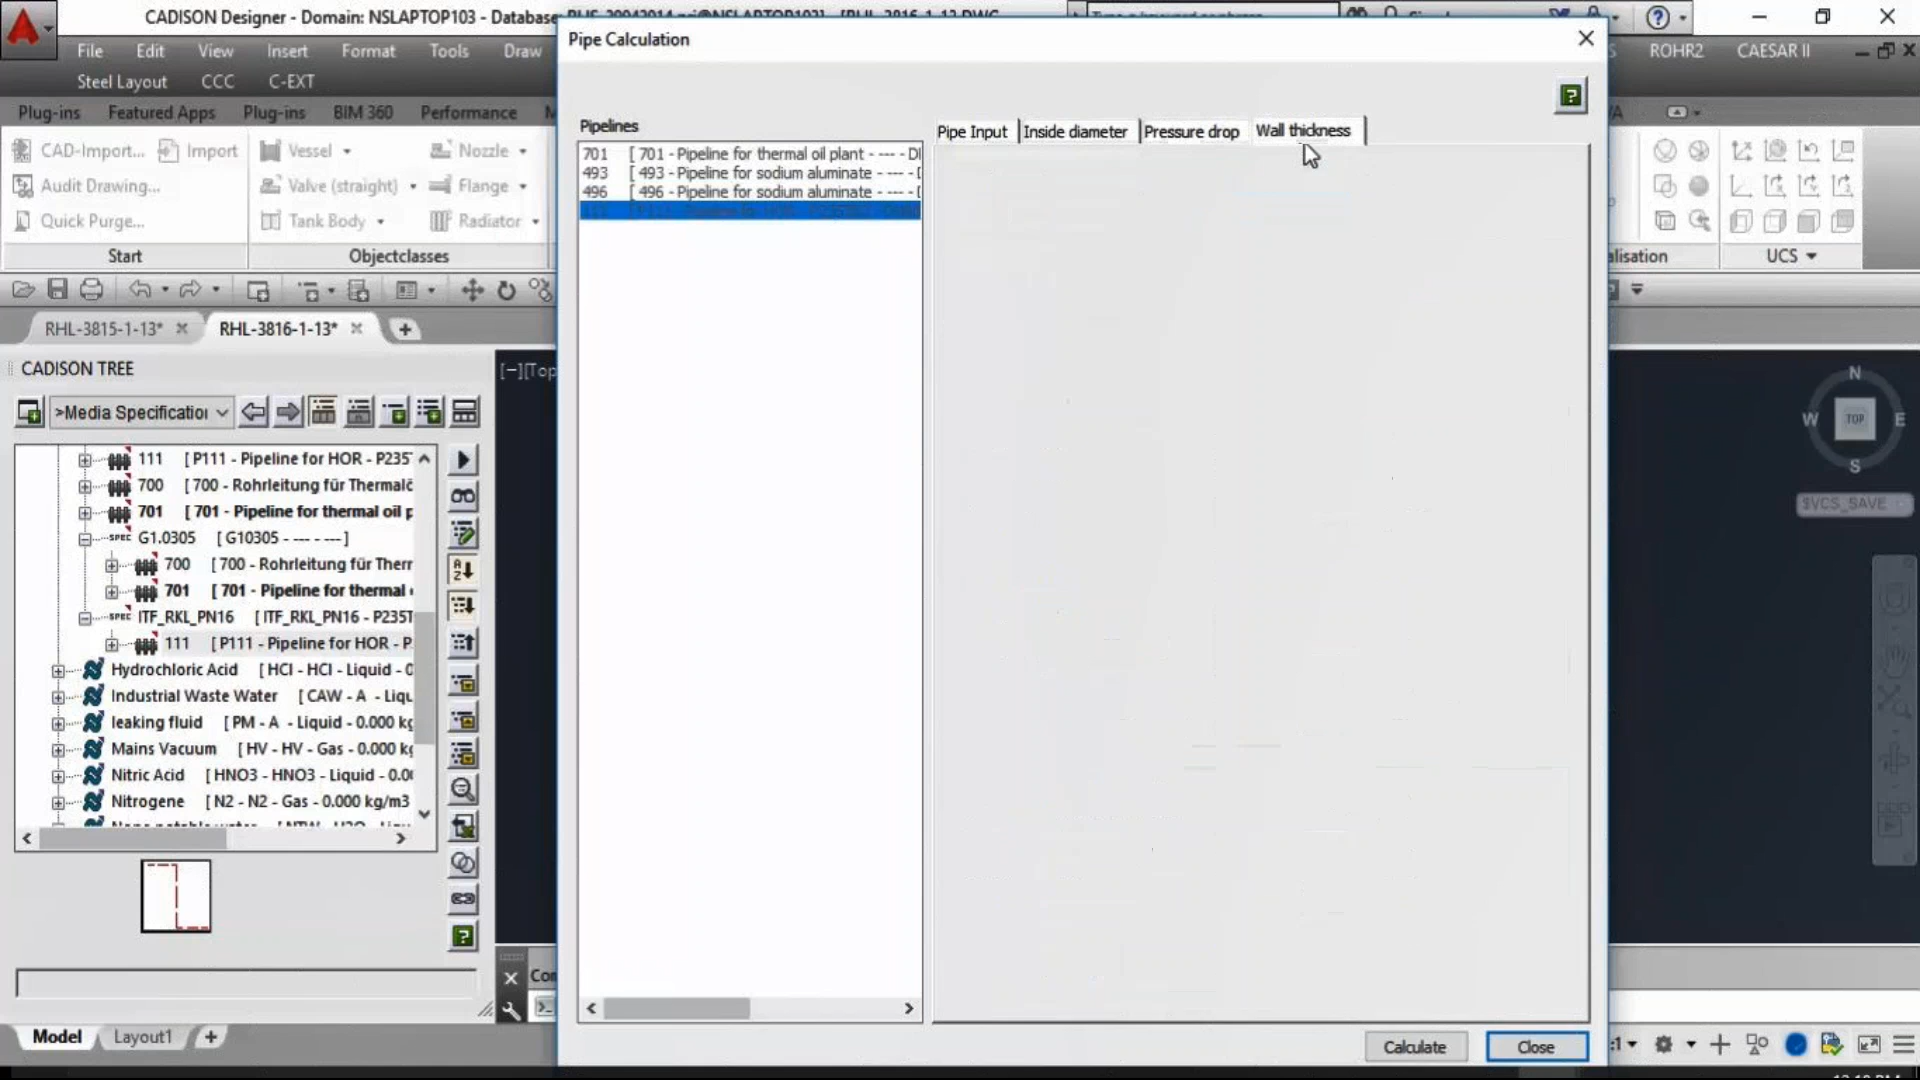 CADISON Designer - Domain: NSLAPTOP103 - Database
File Edit View Insert Format Tools Draw
Steel Layout CCC C-EXT
ROHR2 CAESAR II
Plug-ins Featured Apps Plug-ins BIM 360 Performance
CAD-Import... Import
Audit Drawing...
Quick Purge...
Start
Vessel Nozzle
Valve (straight) Flange
Tank Body Radiator
Objectclasses
alisation
UCS
RHL-3815-1-13*
RHL-3816-1-13*
CADISON TREE
>Media Specification
111 [ P111 - Pipeline for HOR - P235T
700 [ 700 - Rohrleitung für Thermalö
701 [ 701 - Pipeline for thermal oil p
SPEC G1.0305 [ G10305 - --- - ---]
700 [ 700 - Rohrleitung für Therr
701 [ 701 - Pipeline for thermal
SPEC ITF_RKL_PN16 [ ITF_RKL_PN16 - P235T
111 [ P111 - Pipeline for HOR - P.
Hydrochloric Acid [ HCl - HCl - Liquid - 0
Industrial Waste Water [ CAW - A - Liqu
leaking fluid [ PM - A - Liquid - 0.000 kg
Mains Vacuum [ HV - HV - Gas - 0.000 kg
Nitric Acid [ HNO3 - HNO3 - Liquid - 0.00
Nitrogene [ N2 - N2 - Gas - 0.000 kg/m3
Model
Layout1
[−][Top
Pipe Calculation
Pipelines
701 [ 701 - Pipeline for thermal oil plant - --- - DI
493 [ 493 - Pipeline for sodium aluminate - --- - [
496 [ 496 - Pipeline for sodium aluminate - --- - [
Pipe Input
Inside diameter
Pressure drop
Wall thickness
Calculate
Close
N
W
TOP
E
S
$VCS_SAVE